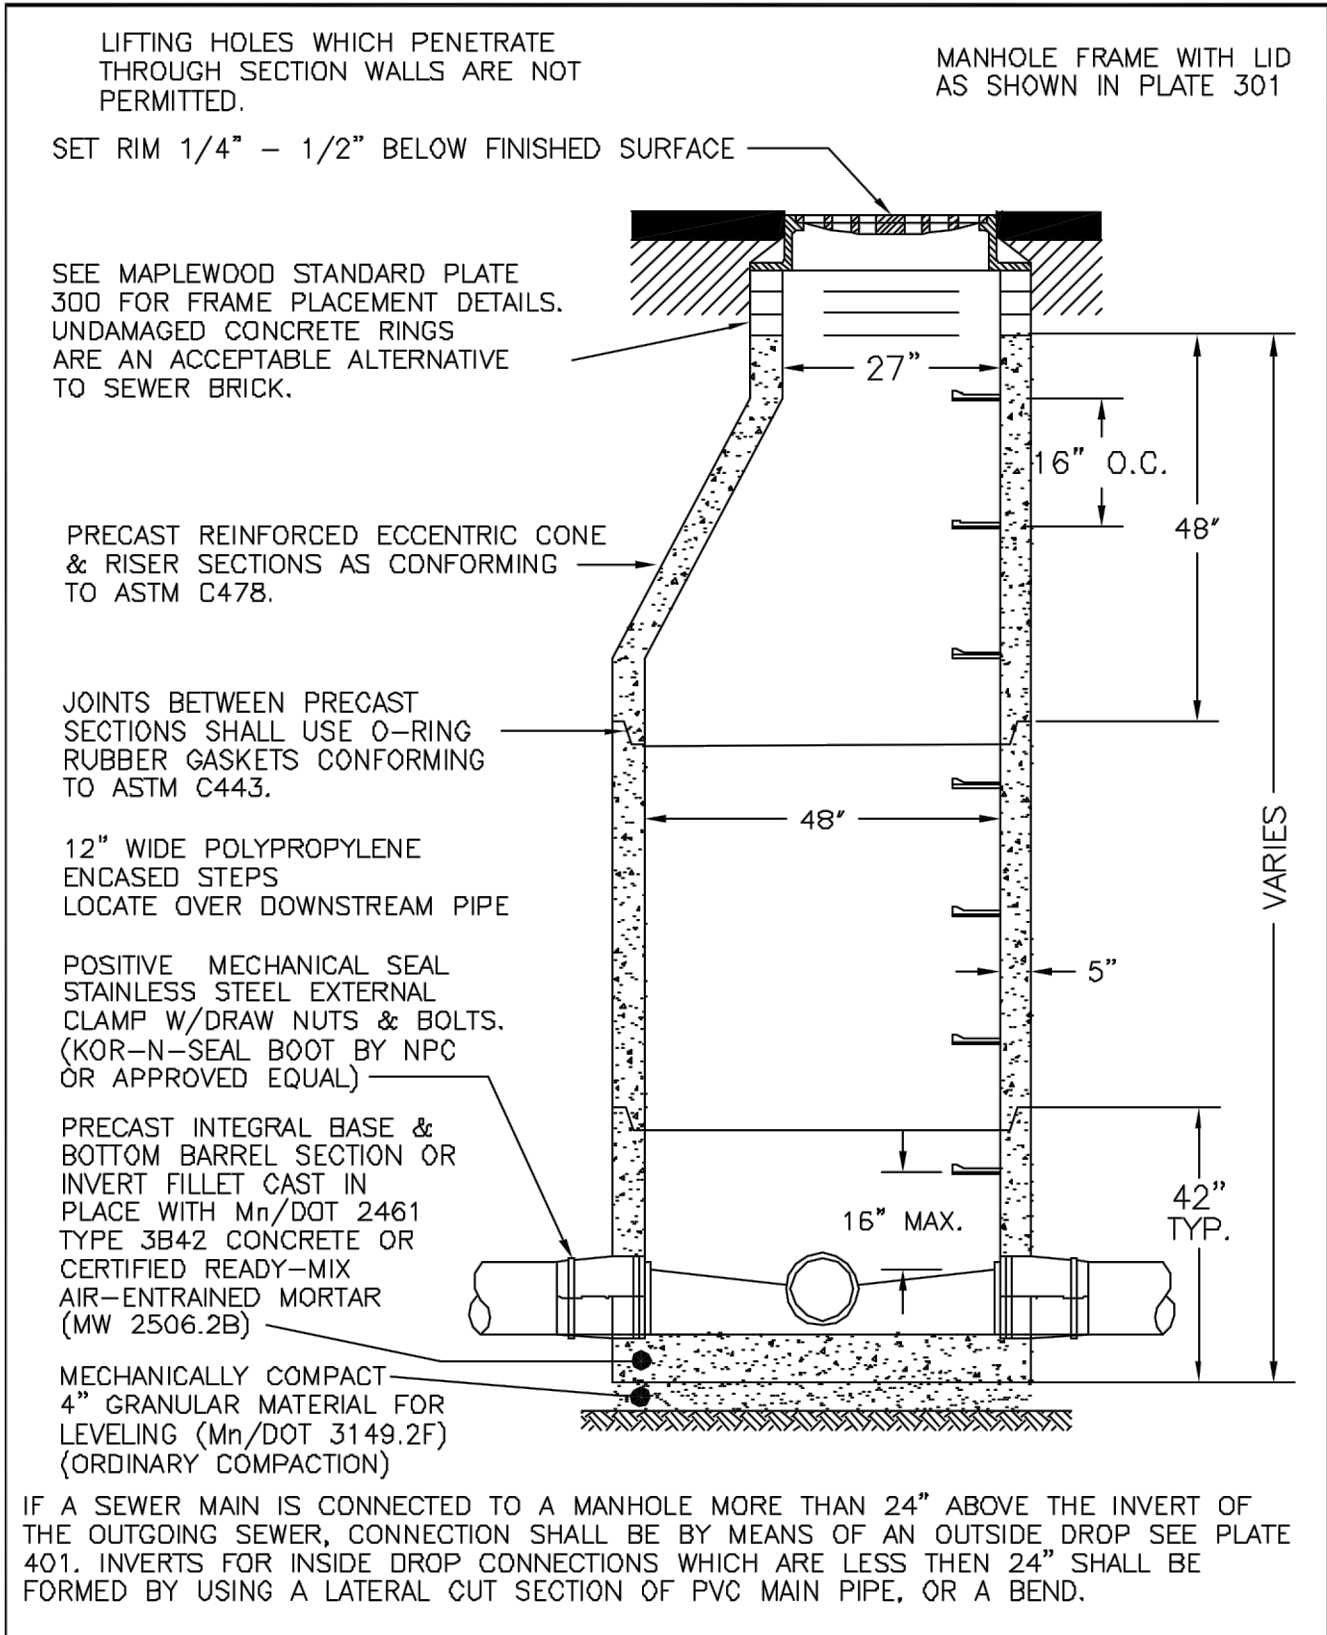 LIFTING HOLES WHICH PENETRATE
THROUGH SECTION WALLS ARE NOT
PERMITTED.
MANHOLE FRAME WITH LID
AS SHOWN IN PLATE 301
SET RIM 1/4" – 1/2" BELOW FINISHED SURFACE
SEE MAPLEWOOD STANDARD PLATE
300 FOR FRAME PLACEMENT DETAILS.
UNDAMAGED CONCRETE RINGS
ARE AN ACCEPTABLE ALTERNATIVE
TO SEWER BRICK.
27"
16" O.C.
48"
PRECAST REINFORCED ECCENTRIC CONE
& RISER SECTIONS AS CONFORMING
TO ASTM C478.
JOINTS BETWEEN PRECAST
SECTIONS SHALL USE O–RING
RUBBER GASKETS CONFORMING
TO ASTM C443.
48"
VARIES
12" WIDE POLYPROPYLENE
ENCASED STEPS
LOCATE OVER DOWNSTREAM PIPE
5"
POSITIVE MECHANICAL SEAL
STAINLESS STEEL EXTERNAL
CLAMP W/DRAW NUTS & BOLTS.
(KOR–N–SEAL BOOT BY NPC
OR APPROVED EQUAL)
PRECAST INTEGRAL BASE &
BOTTOM BARREL SECTION OR
INVERT FILLET CAST IN
PLACE WITH Mn/DOT 2461
TYPE 3B42 CONCRETE OR
CERTIFIED READY–MIX
AIR–ENTRAINED MORTAR
(MW 2506.2B)
16" MAX.
42"
TYP.
MECHANICALLY COMPACT
4" GRANULAR MATERIAL FOR
LEVELING (Mn/DOT 3149.2F)
(ORDINARY COMPACTION)
IF A SEWER MAIN IS CONNECTED TO A MANHOLE MORE THAN 24" ABOVE THE INVERT OF
THE OUTGOING SEWER, CONNECTION SHALL BE BY MEANS OF AN OUTSIDE DROP SEE PLATE
401. INVERTS FOR INSIDE DROP CONNECTIONS WHICH ARE LESS THEN 24" SHALL BE
FORMED BY USING A LATERAL CUT SECTION OF PVC MAIN PIPE, OR A BEND.